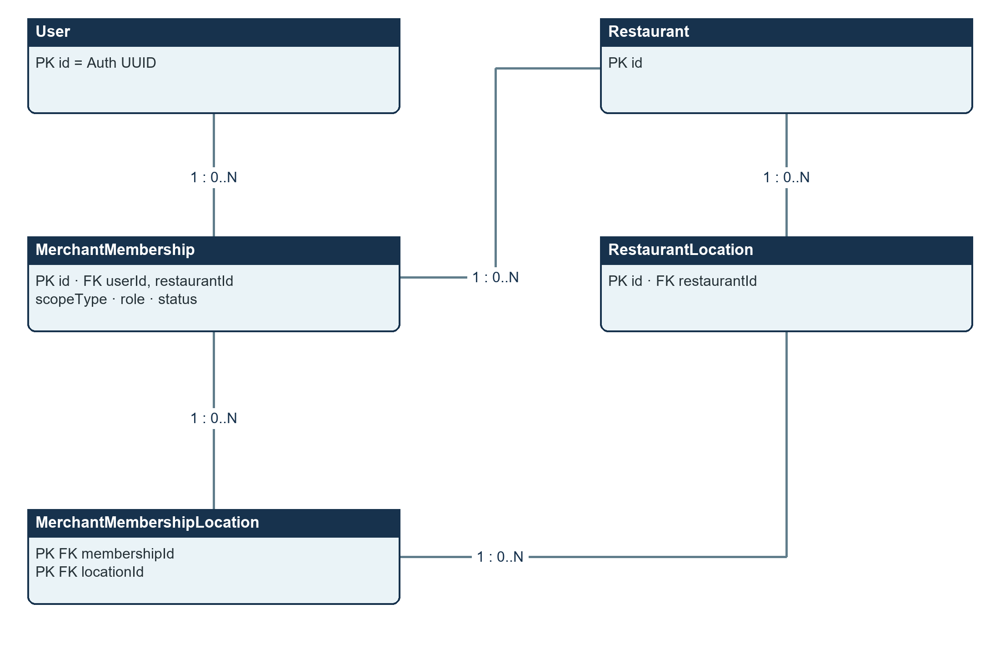 User
PK id = Auth UUID
Restaurant
PK id
1 : 0..N
1 : 0..N
MerchantMembership
PK id · FK userId, restaurantId
scopeType · role · status
1 : 0..N
RestaurantLocation
PK id · FK restaurantId
1 : 0..N
MerchantMembershipLocation
PK FK membershipId
PK FK locationId
1 : 0..N